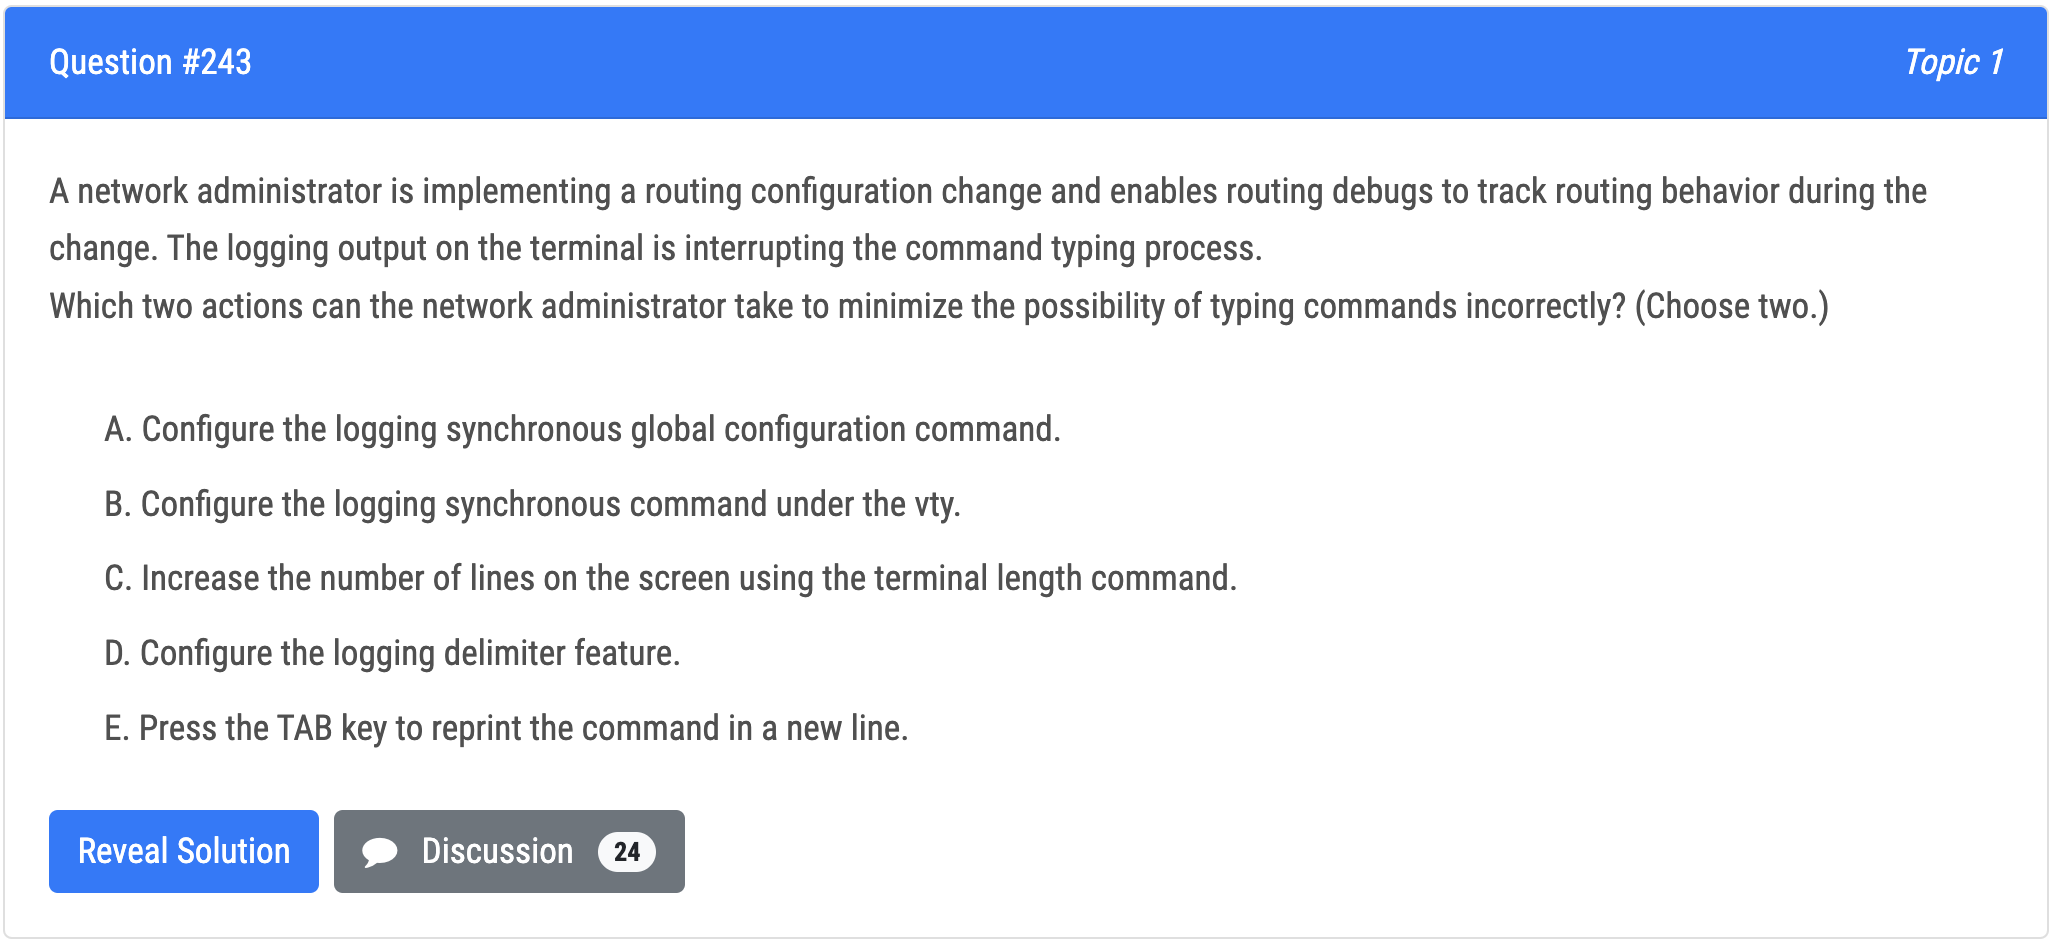 Question #243
Topic 1
A network administrator is implementing a routing configuration change and enables routing debugs to track routing behavior during the
change. The logging output on the terminal is interrupting the command typing process.
Which two actions can the network administrator take to minimize the possibility of typing commands incorrectly? (Choose two.)
A. Configure the logging synchronous global configuration command.
B. Configure the logging synchronous command under the vty.
C. Increase the number of lines on the screen using the terminal length command.
D. Configure the logging delimiter feature.
E. Press the TAB key to reprint the command in a new line.
Reveal Solution
Discussion 24